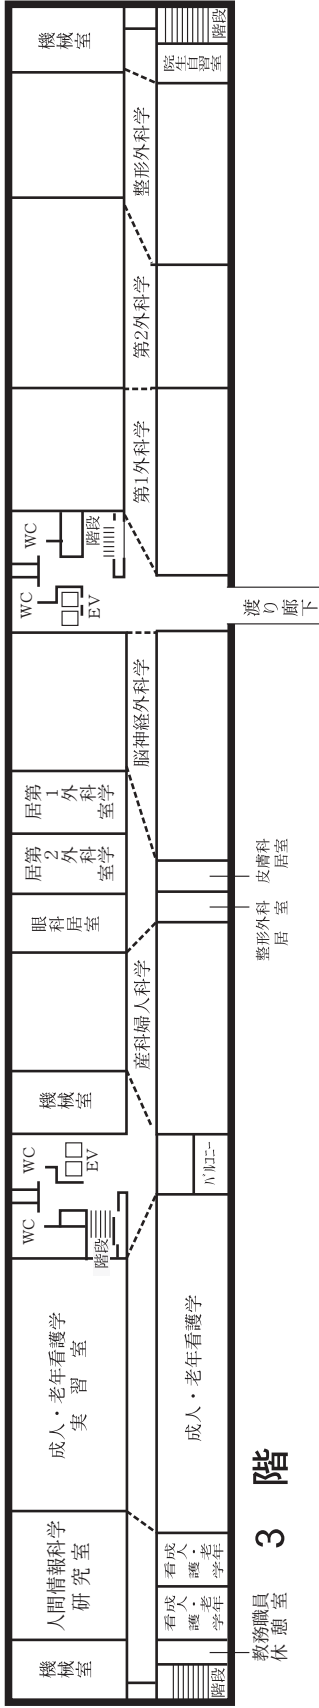 機械室
人間情報科学
研究室
成人・老年看護学
実習室
階段
WC
WC
EV
機械室
産科婦人科学
眼科居室
第2外科学
居室
第1外科学
居室
脳神経外科学
WC
EV
WC
階段
第1外科学
第2外科学
整形外科学
機械室
階段
成人・老年
看護学
成人・老年
看護学
成人・老年看護学
バルコニー
院生自習室
階段
教務職員
休憩室
3階
整形外科
居室
皮膚科
居室
渡り
廊下